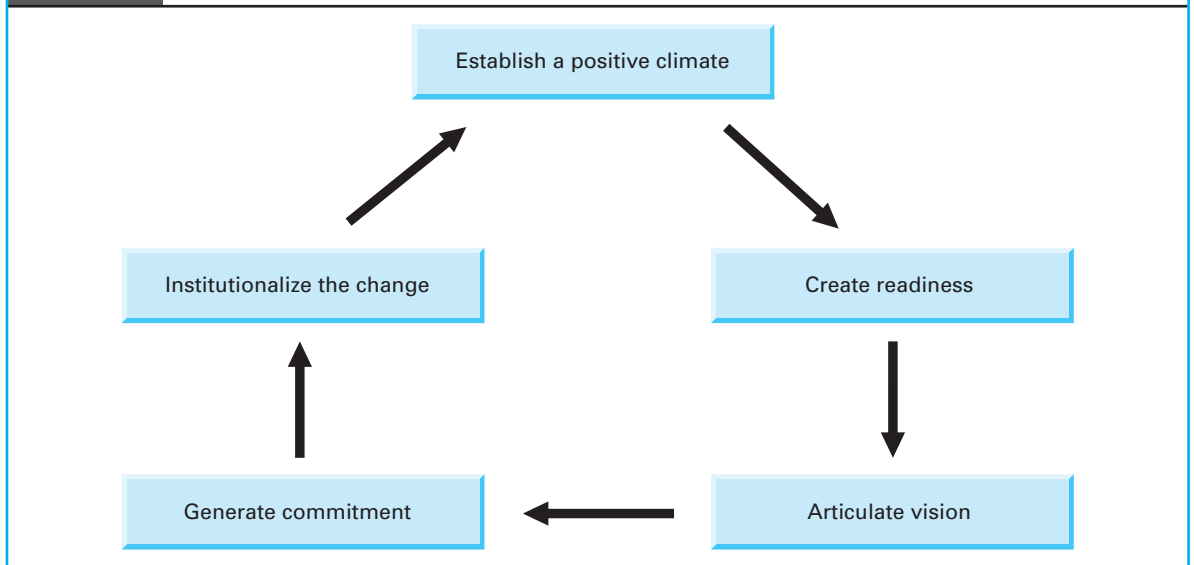 Establish a positive climate
Institutionalize the change
Create readiness
Generate commitment
Articulate vision